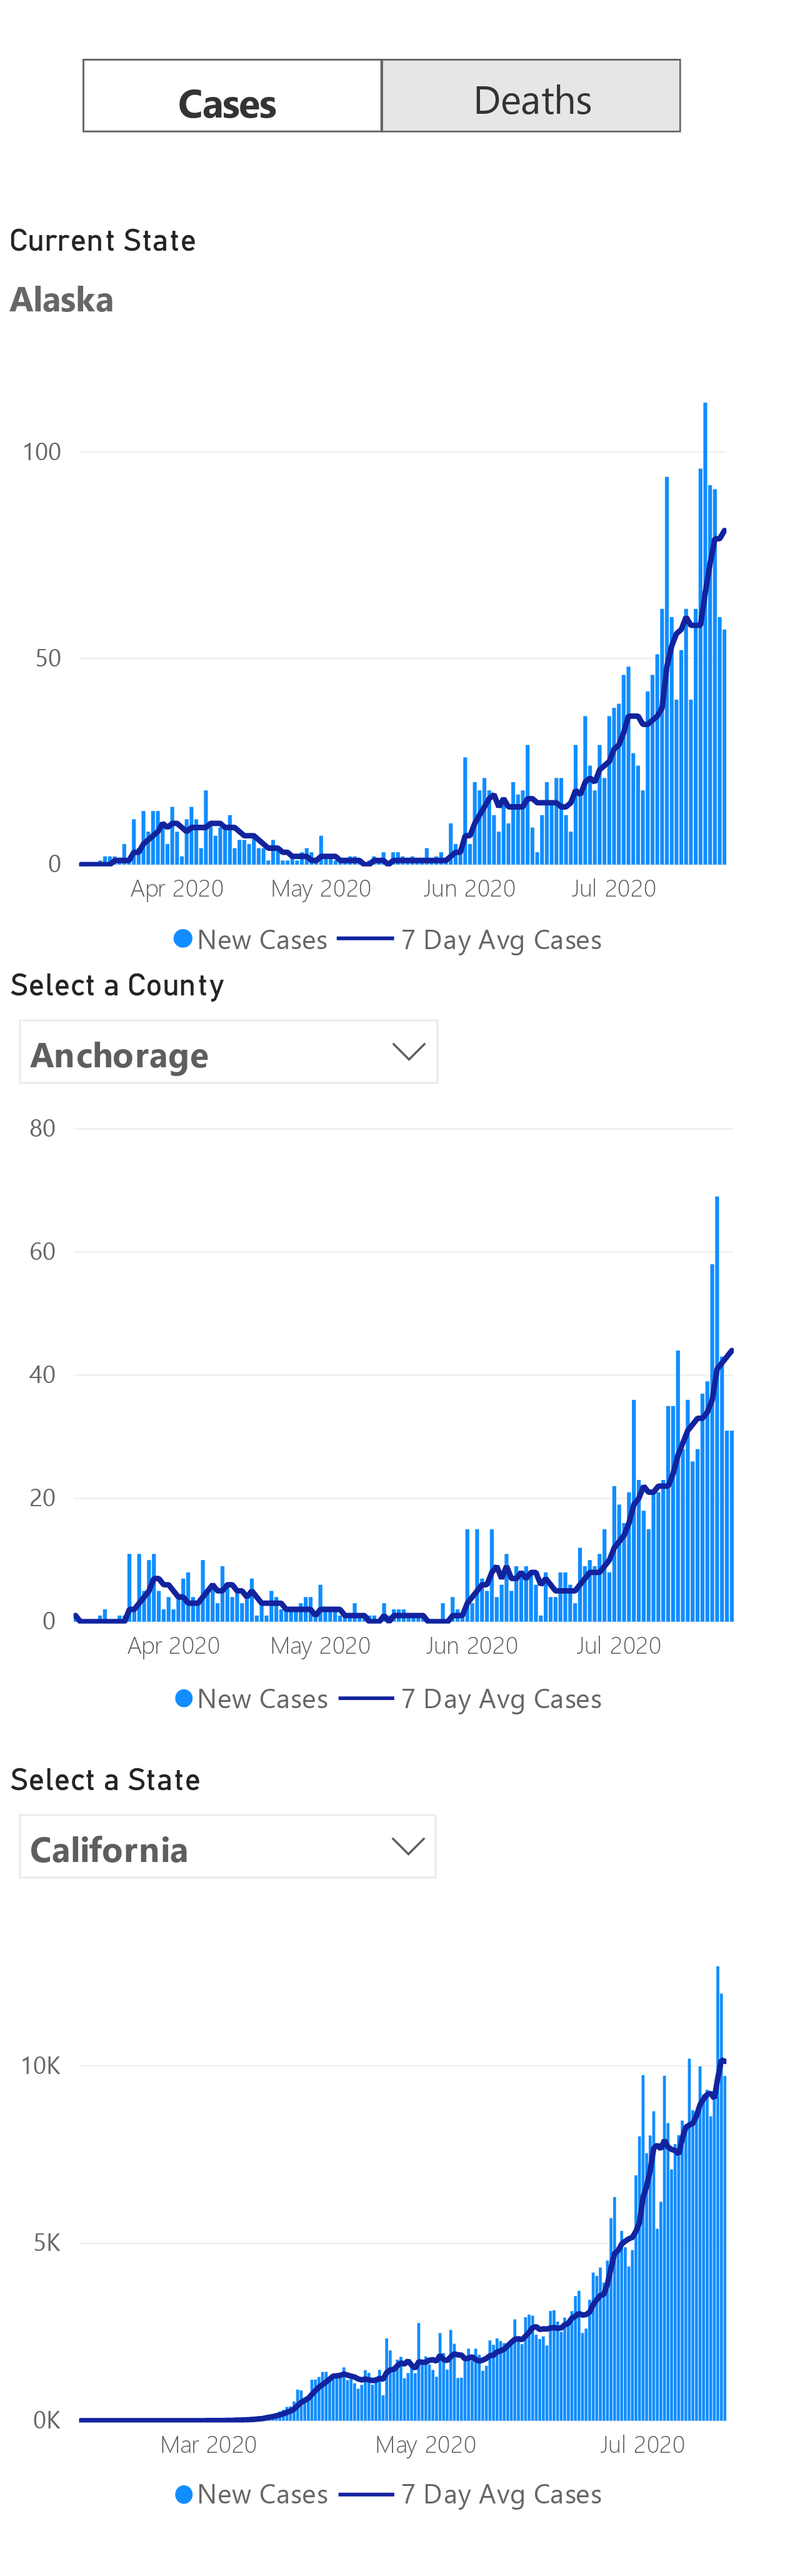 Cases Deaths
Current State
Alaska
100
50
0
Apr 2020 May 2020 Jun 2020 Jul 2020
New Cases 7 Day Avg Cases
Select a County
Anchorage
80
60
40
20
0
Apr 2020 May 2020 Jun 2020 Jul 2020
New Cases 7 Day Avg Cases
Select a State
California
10K
5K
0K
Mar 2020 May 2020 Jul 2020
New Cases 7 Day Avg Cases